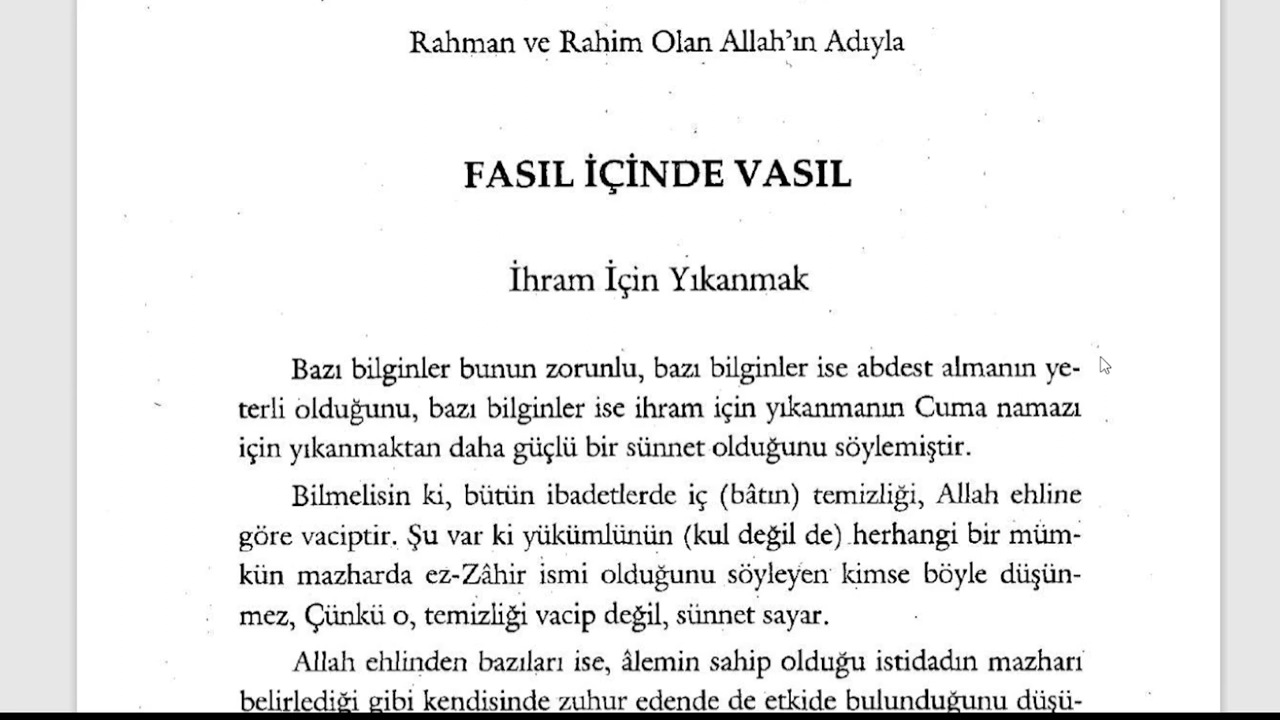 Rahman ve Rahim Olan Allah'ın Adıyla
FASIL İÇİNDE VASIL
İhram İçin Yıkanmak
Bazı bilginler bunun zorunlu, bazı bilginler ise abdest almanın ye-
terli olduğunu, bazı bilginler ise ihram için yıkanmanın Cuma namazı
için yıkanmaktan daha güçlü bir sünnet olduğunu söylemiştir.
Bilmelisin ki, bütün ibadetlerde iç (bâtın) temizliği, Allah ehline
göre vaciptir. Şu var ki yükümlünün (kul değil de) herhangi bir müm-
kün mazharda ez-Zâhir ismi olduğunu söyleyen kimse böyle düşün-
mez, Çünkü o, temizliği vacip değil, sünnet sayar.
Allah ehlinden bazıları ise, âlemin sahip olduğu istidadın mazharı
belirlediği gibi kendisinde zuhur edende de etkide bulunduğunu düşü-